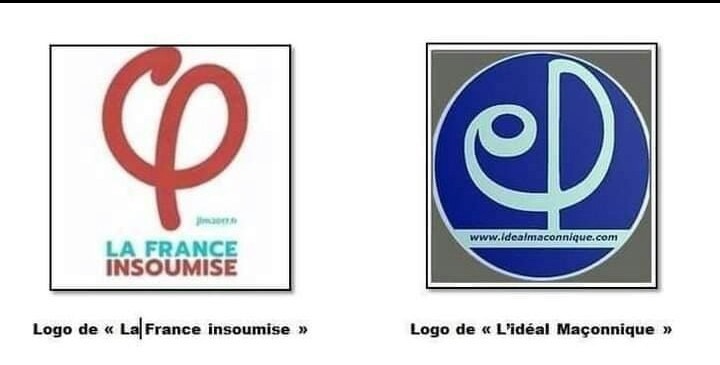 jlm2017.fr
LA FRANCE
INSOUMISE
www.idealmaconnique.com
Logo de « La France insoumise »
Logo de « L’idéal Maçonnique »